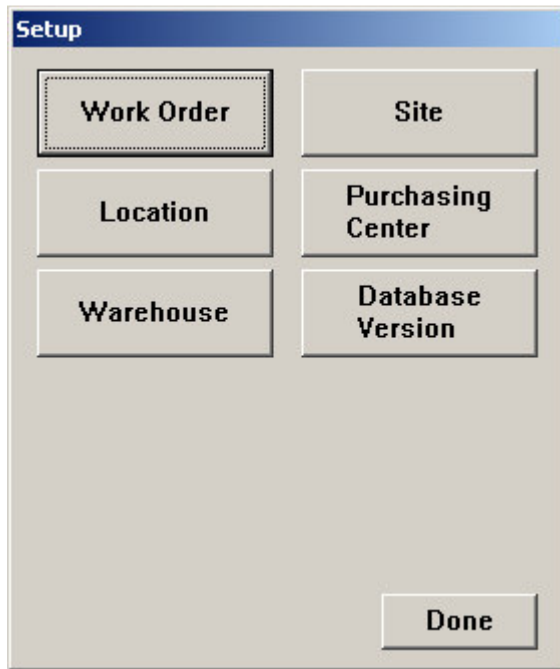 Setup
Work Order
Site
Location
Purchasing
Center
Warehouse
Database
Version
Done